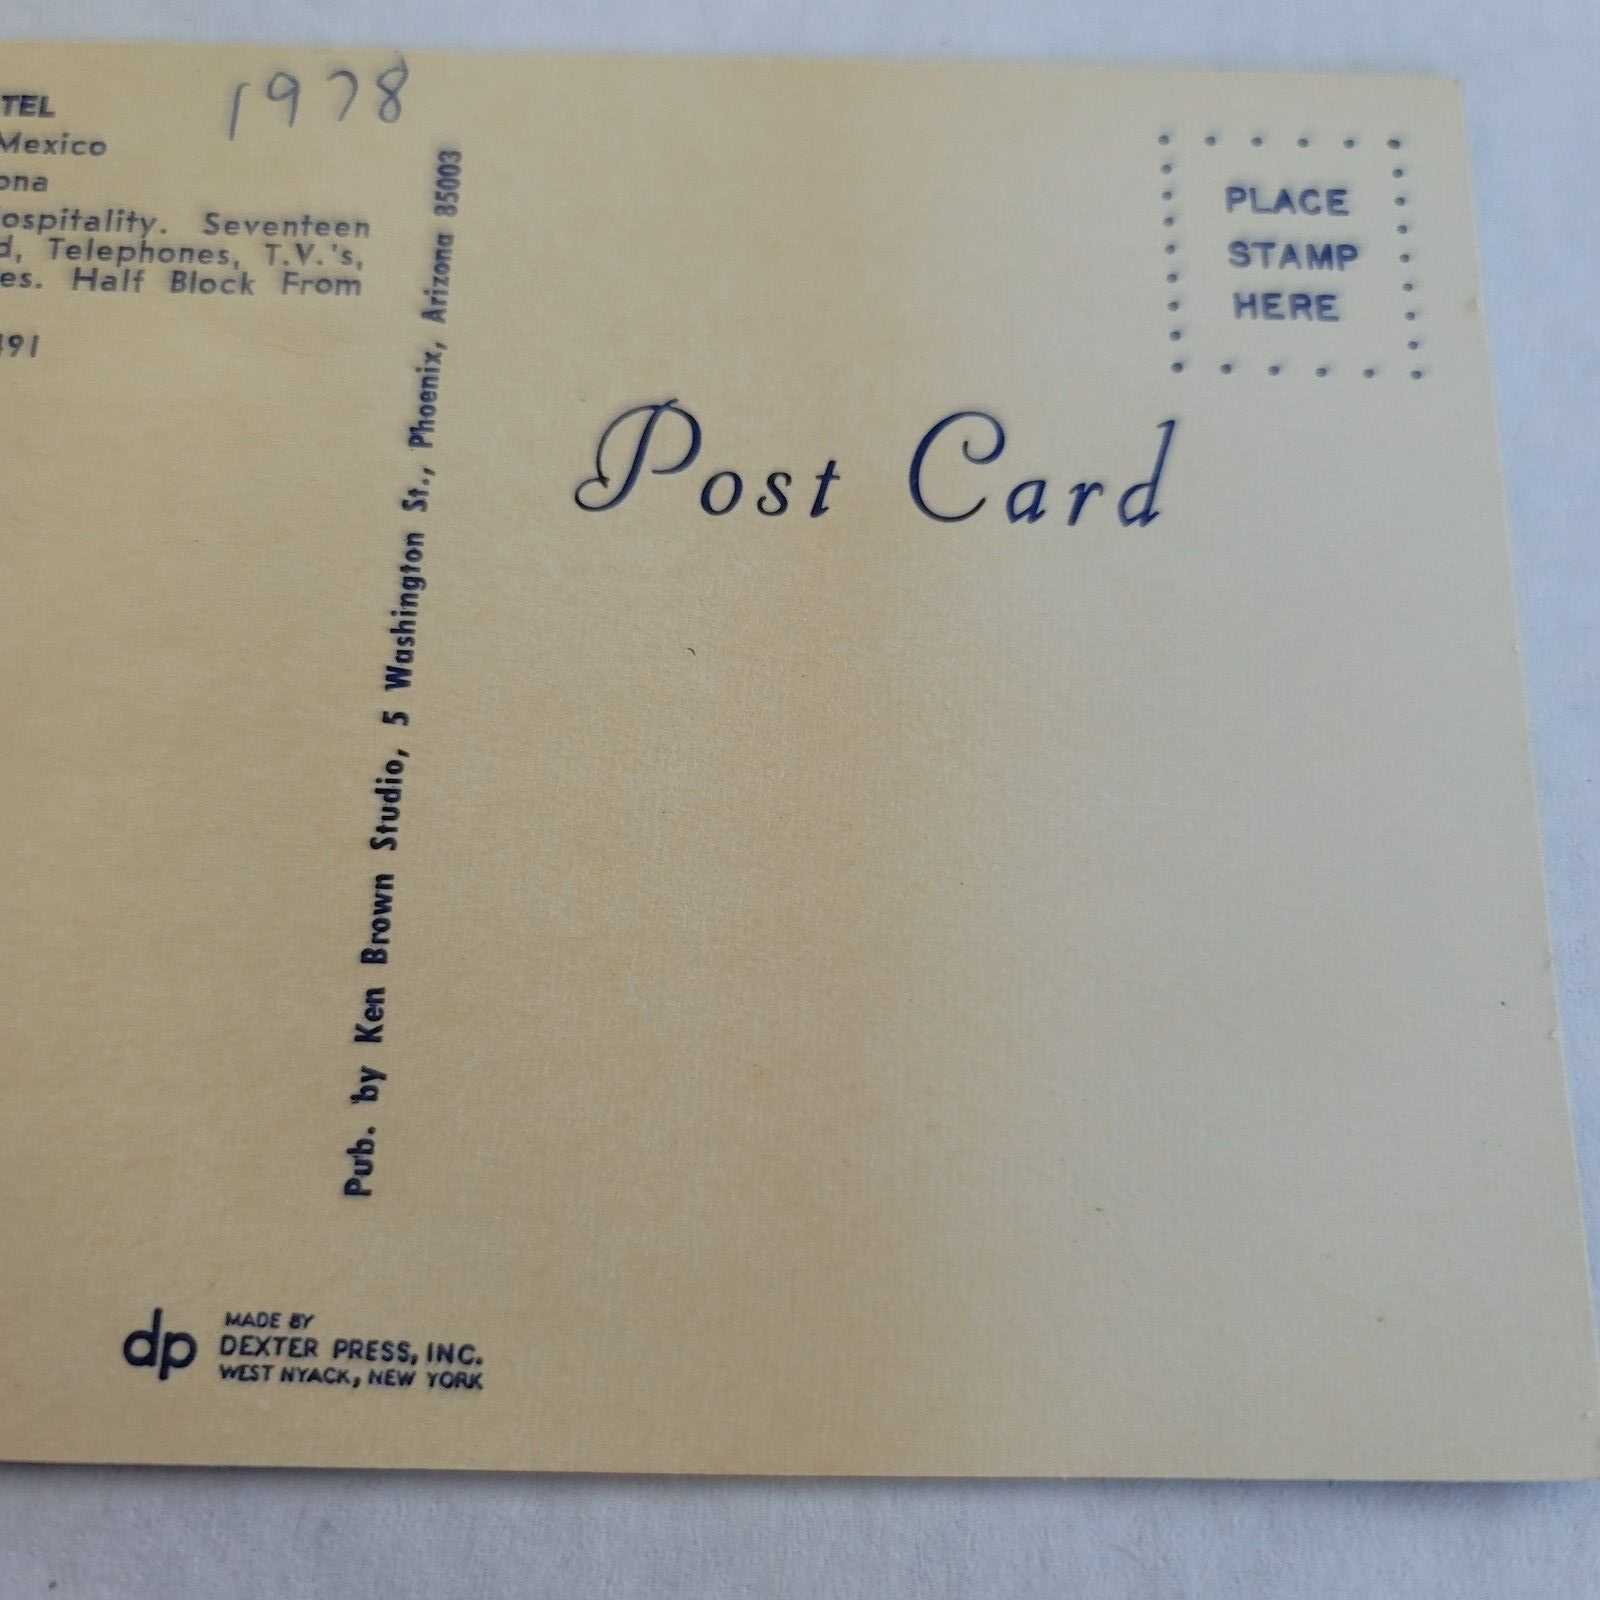 1978
TEL
Mexico
ona
ospitality. Seventeen
d, Telephones, T.V.'s,
es. Half Block From
491
Pub. by Ken Brown Studio, 5 Washington St., Phoenix, Arizona 85003
PLACE
STAMP
HERE
Post Card
dp
MADE BY
DEXTER PRESS, INC.
WEST NYACK, NEW YORK